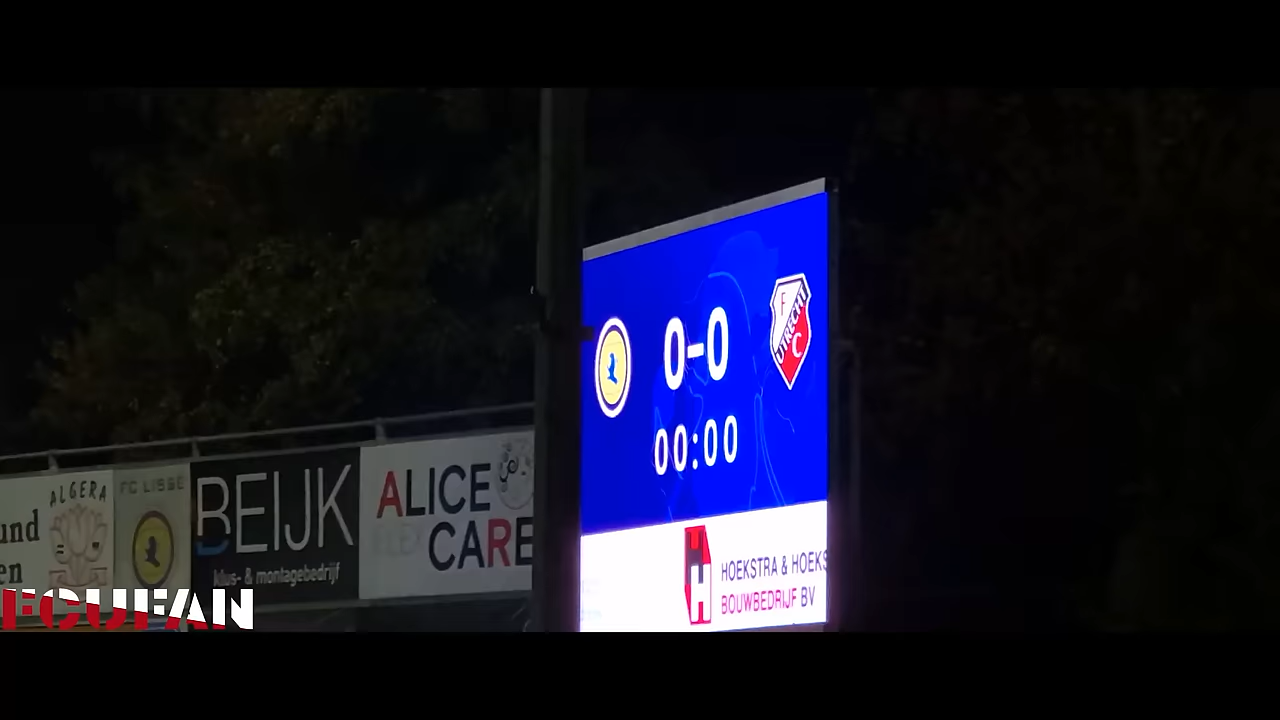 0-0
F
UTRECHT
C
00:00
HOEKSTRA & HOEKS
BOUWBEDRIJF BV
und
en
ALGERA
FC LISSE
BEIJK
klus- & montagebedrijf
ALICE
CARE
FCUFAN